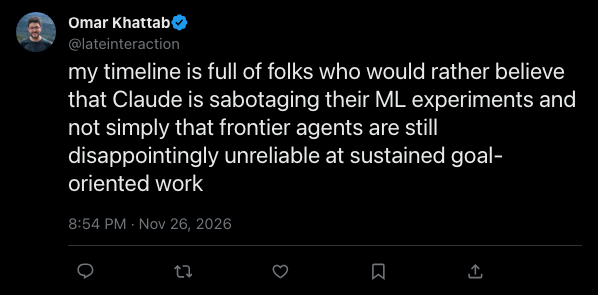 Omar Khattab
@lateinteraction
my timeline is full of folks who would rather believe
that Claude is sabotaging their ML experiments and
not simply that frontier agents are still
disappointingly unreliable at sustained goal-
oriented work
8:54 PM · Nov 26, 2026